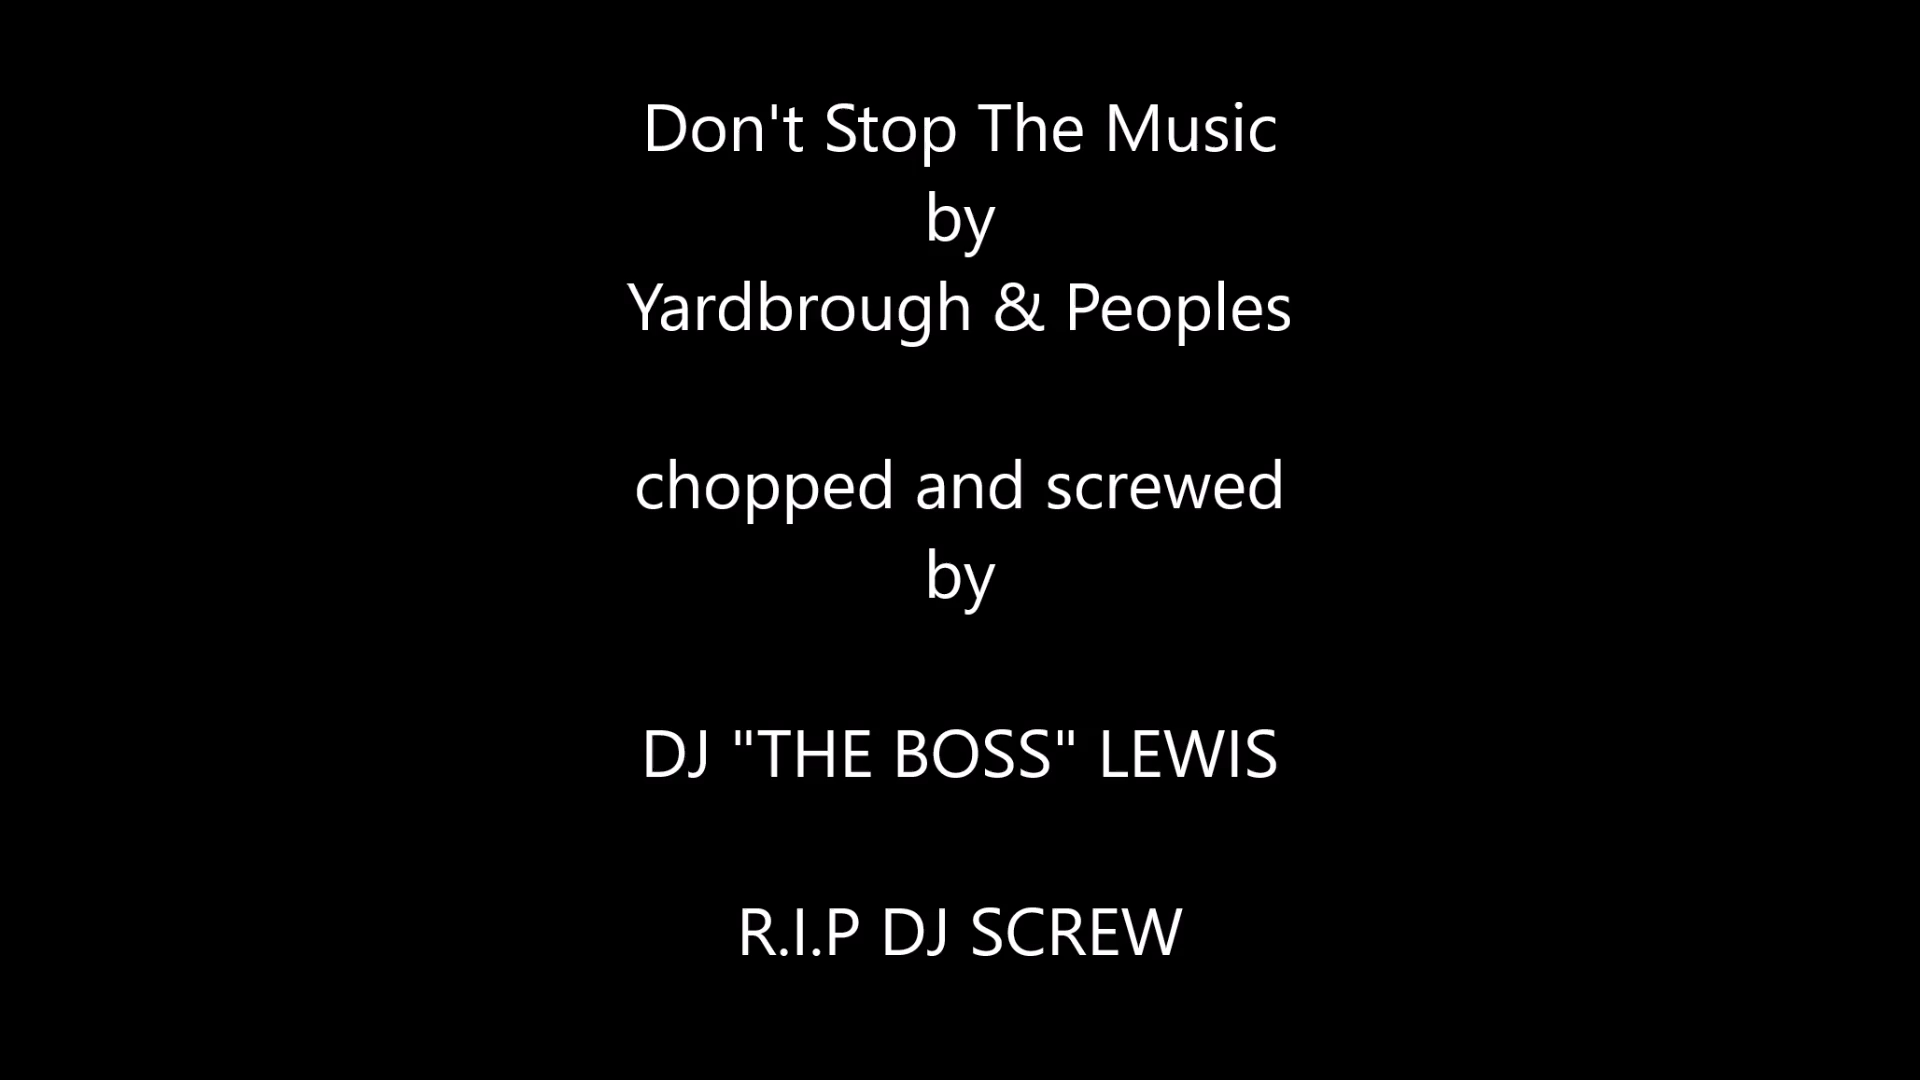 Don't Stop The Music
by
Yardbrough & Peoples
chopped and screwed
by
DJ "THE BOSS" LEWIS
R.I.P DJ SCREW